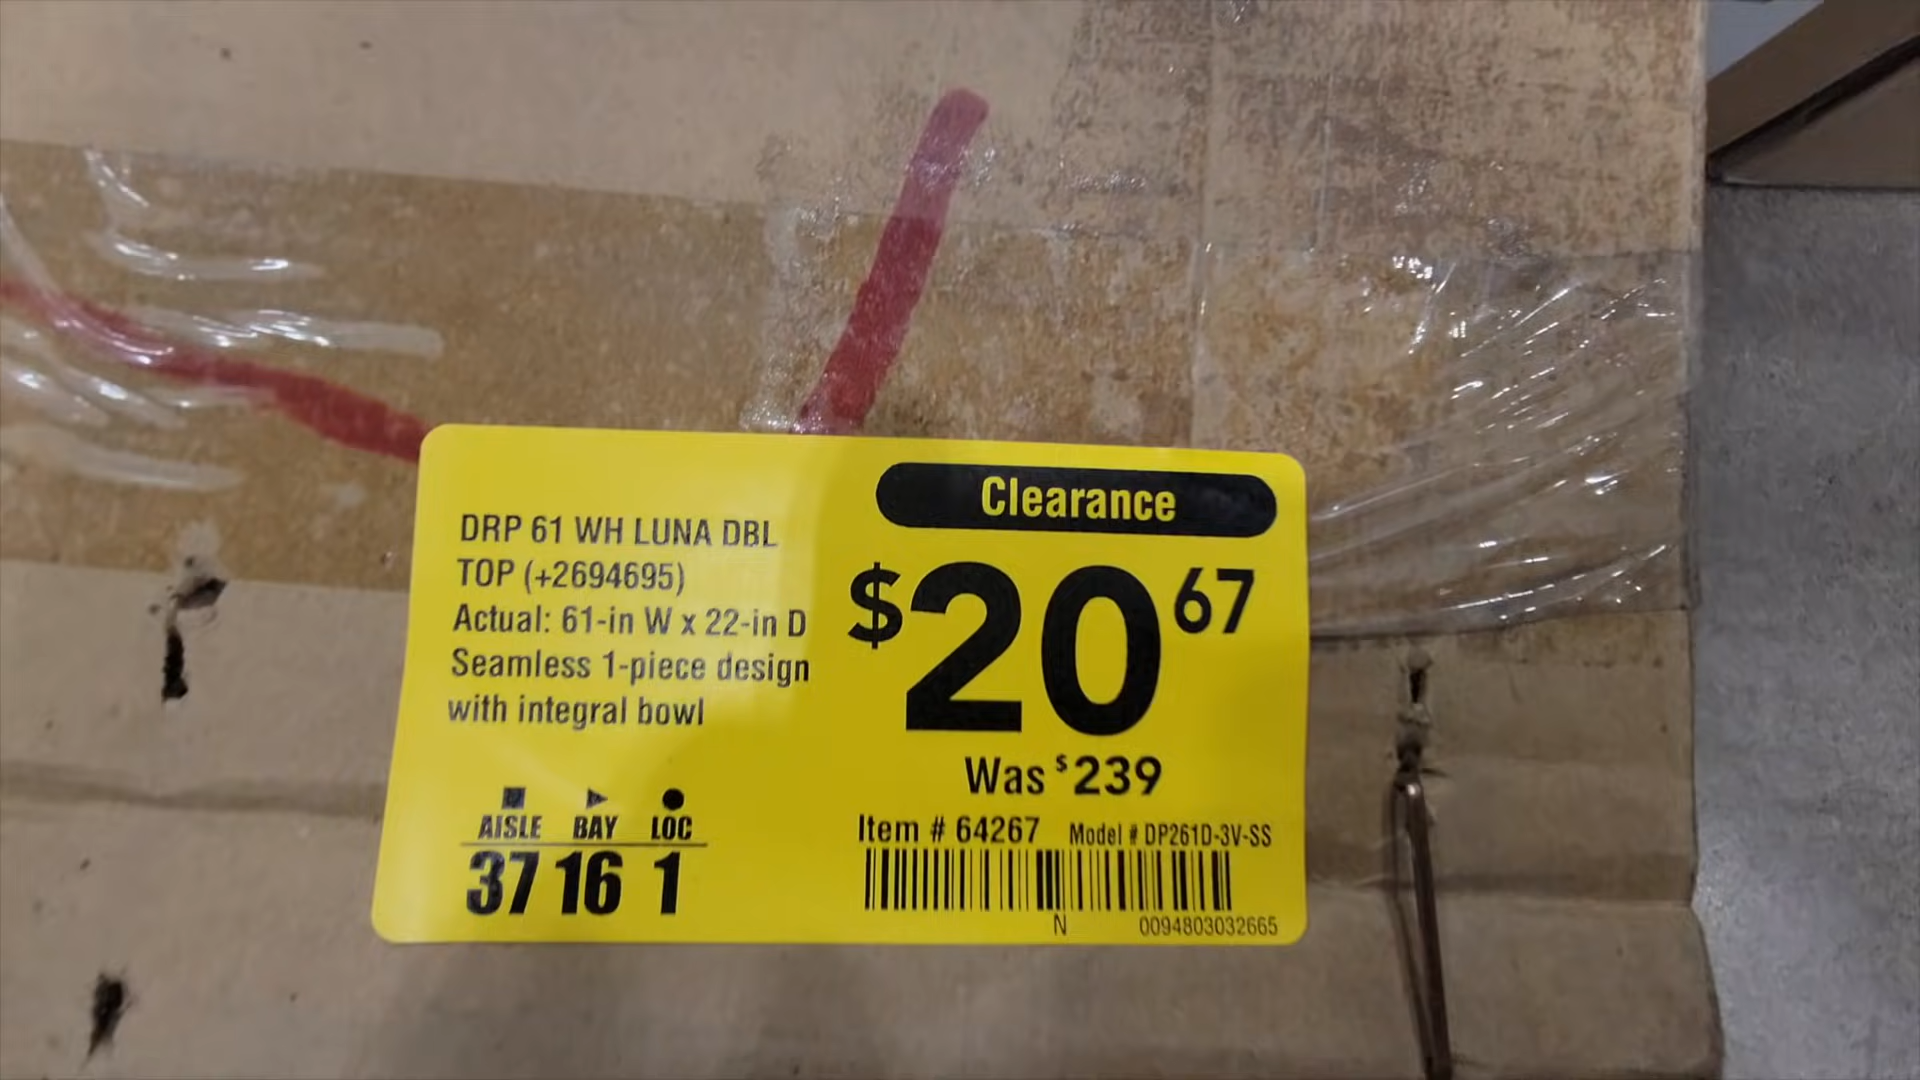 DRP 61 WH LUNA DBL
TOP (+2694695)
Actual: 61-in W x 22-in D
Seamless 1-piece design
with integral bowl
AISLE BAY LOC
37 16 1
Clearance
$20 67
Was $239
Item # 64267 Model # DP261D-3V-SS
N 0094803032665